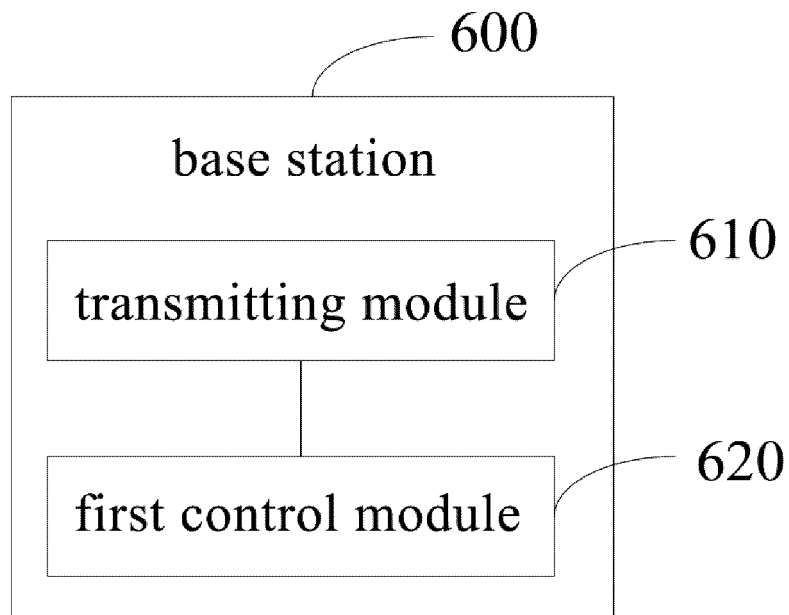 600
base station
610
transmitting module
620
first control module